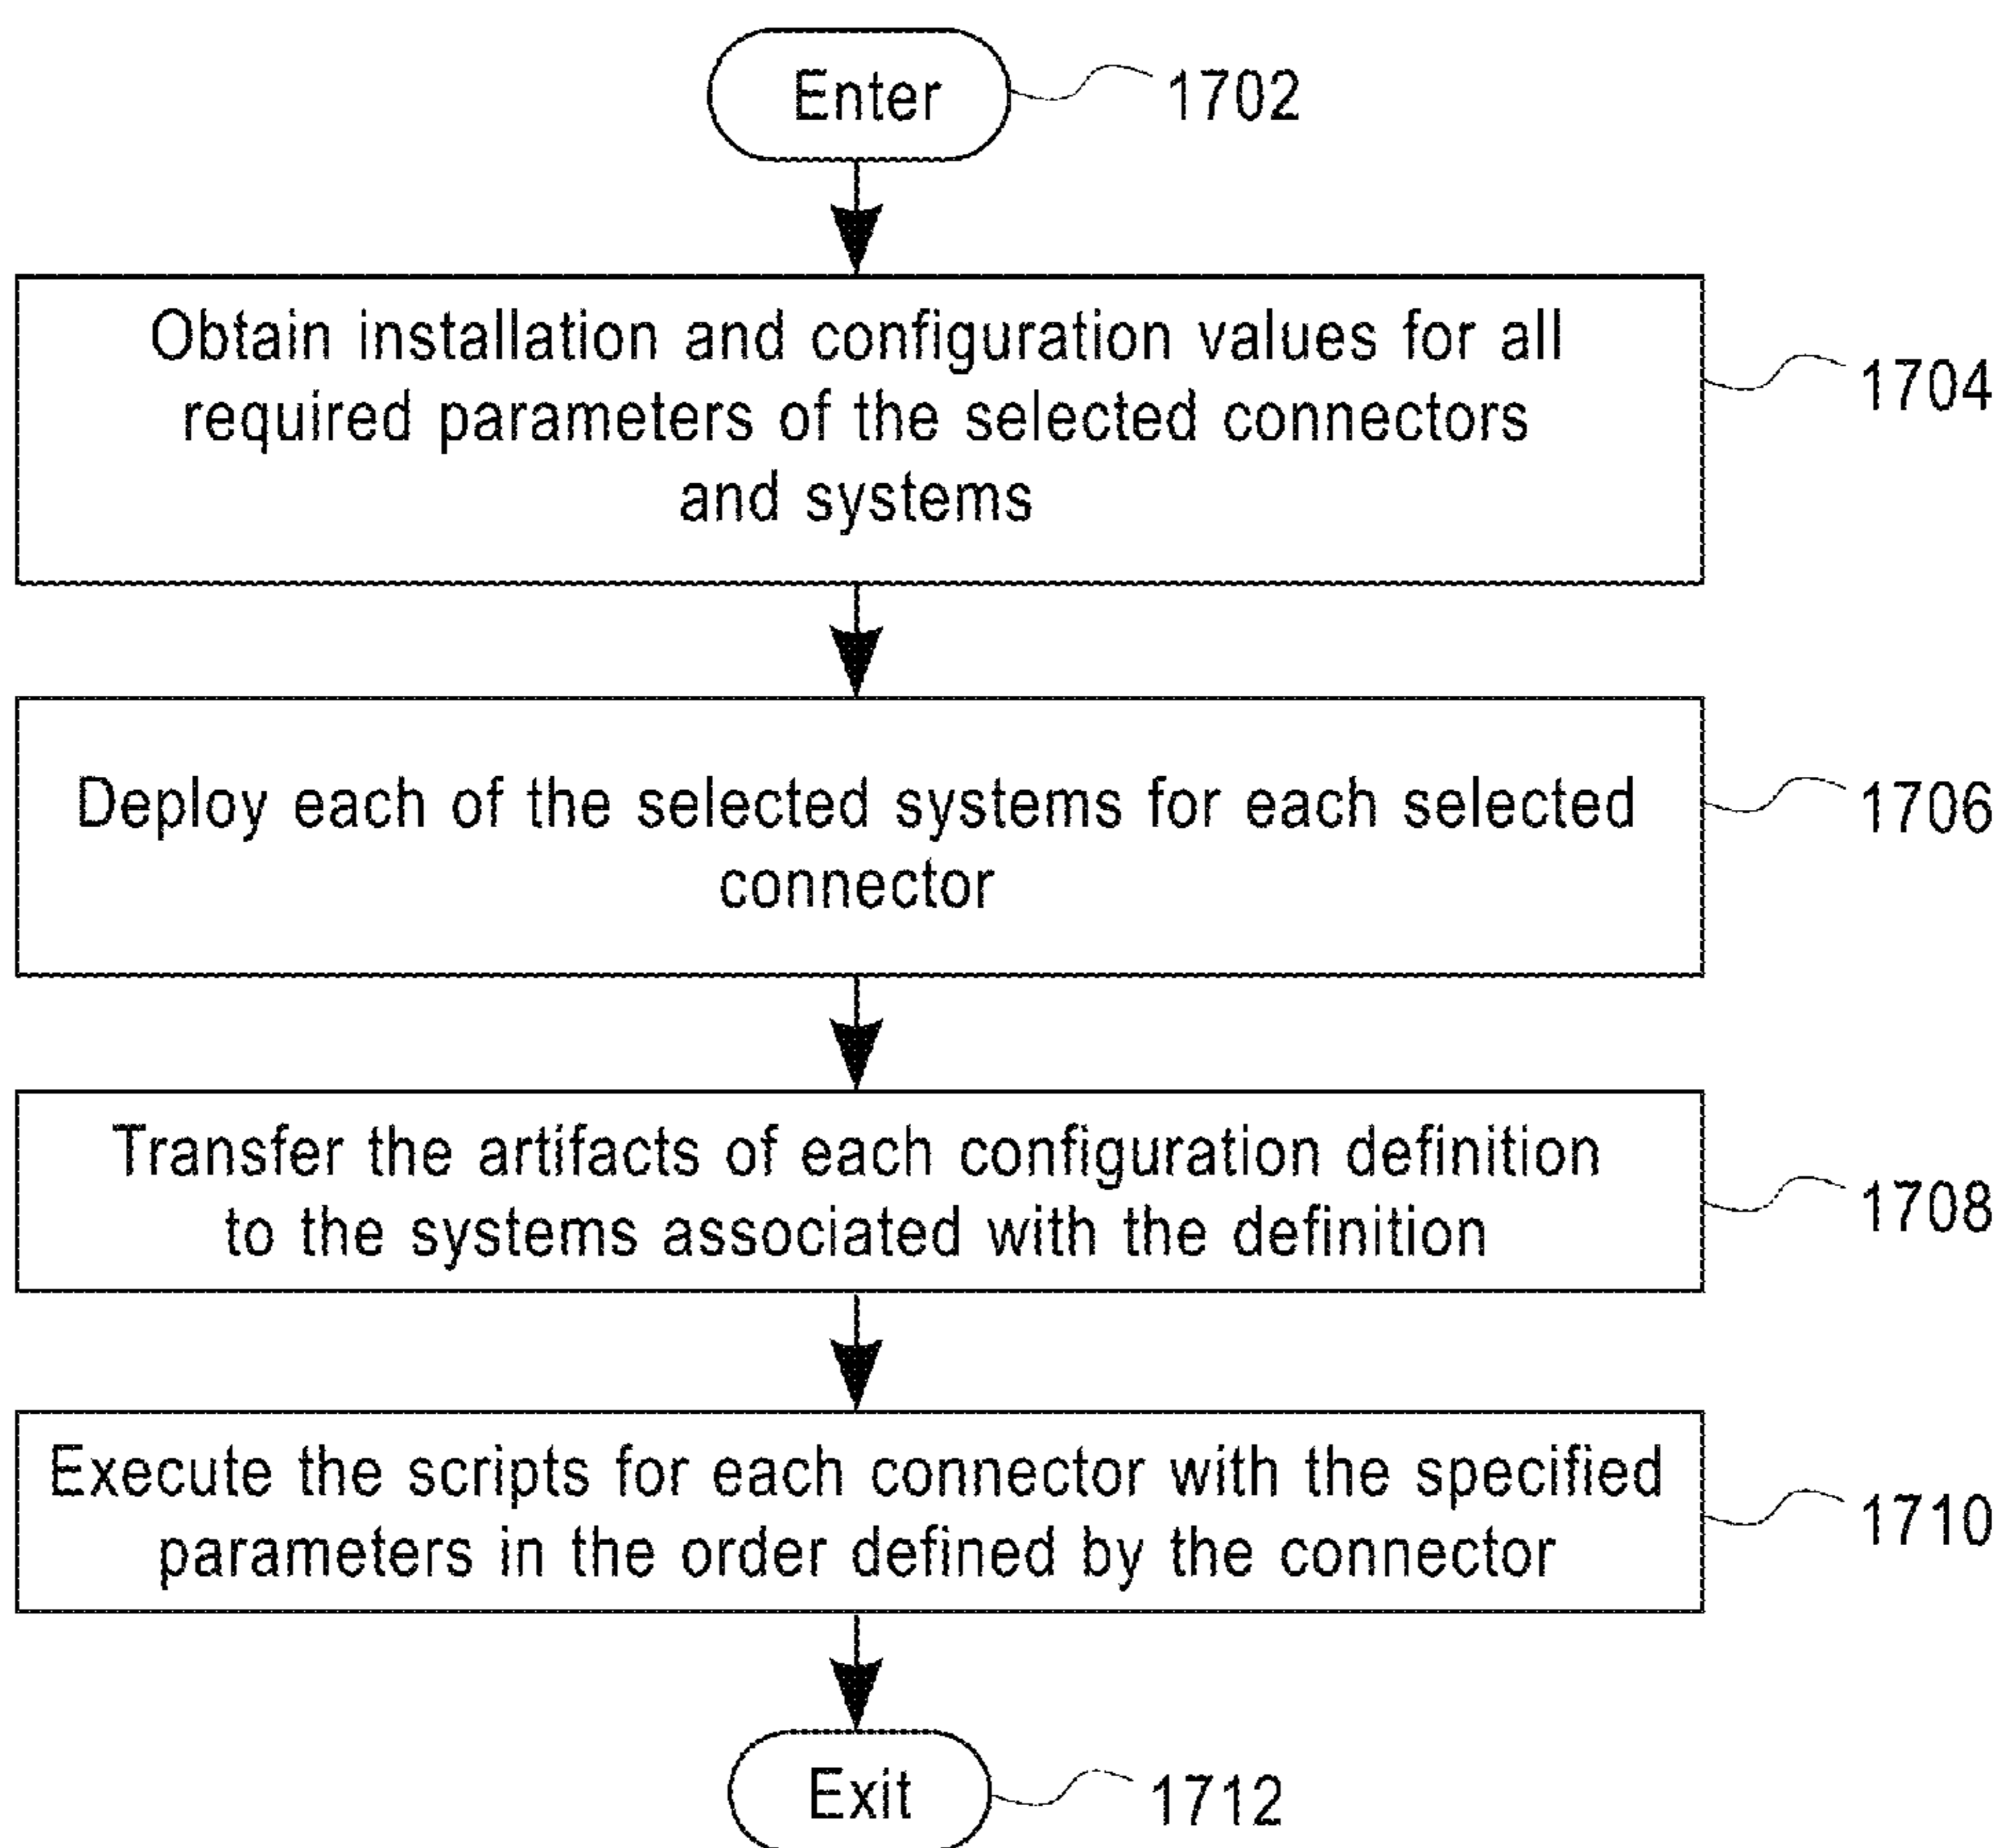 Enter
1702
Obtain installation and configuration values for all
required parameters of the selected connectors
and systems
1704
Deploy each of the selected systems for each selected
connector
1706
Transfer the artifacts of each configuration definition
to the systems associated with the definition
1708
Execute the scripts for each connector with the specified
parameters in the order defined by the connector
1710
Exit
1712